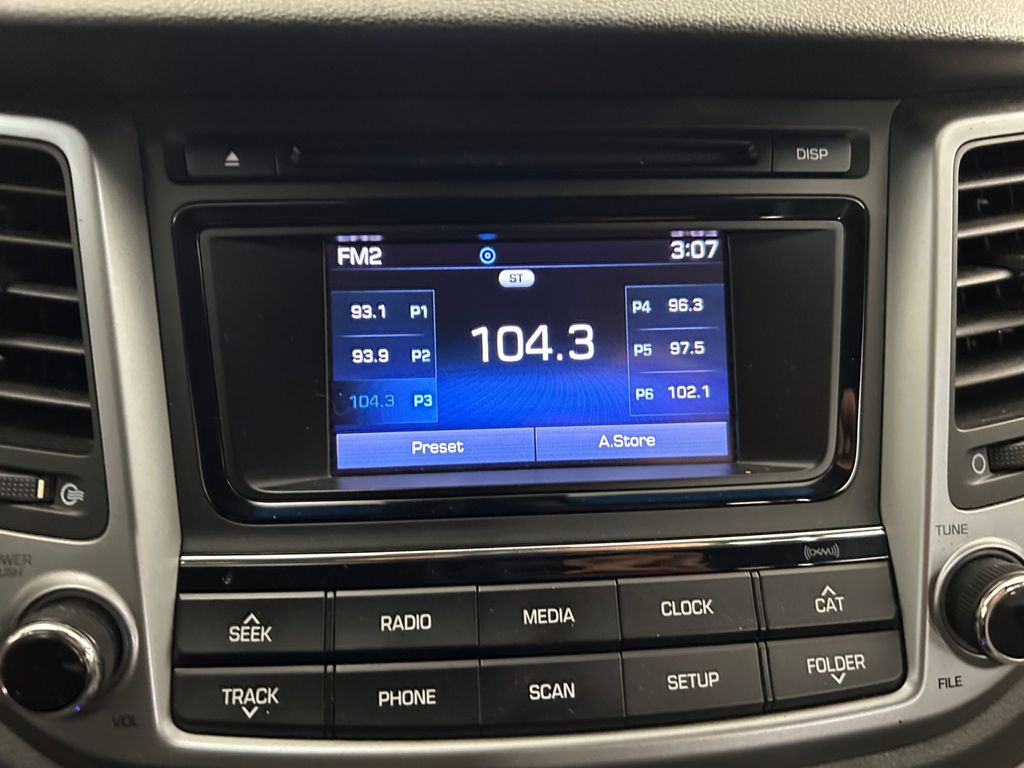 DISP
FM2
3:07
ST
93.1 P1
93.9 P2
104.3 P3
104.3
P4 96.3
P5 97.5
P6 102.1
Preset
A.Store
((XM))
TUNE
SEEK
RADIO
MEDIA
CLOCK
CAT
TRACK
PHONE
SCAN
SETUP
FOLDER
VOL
FILE